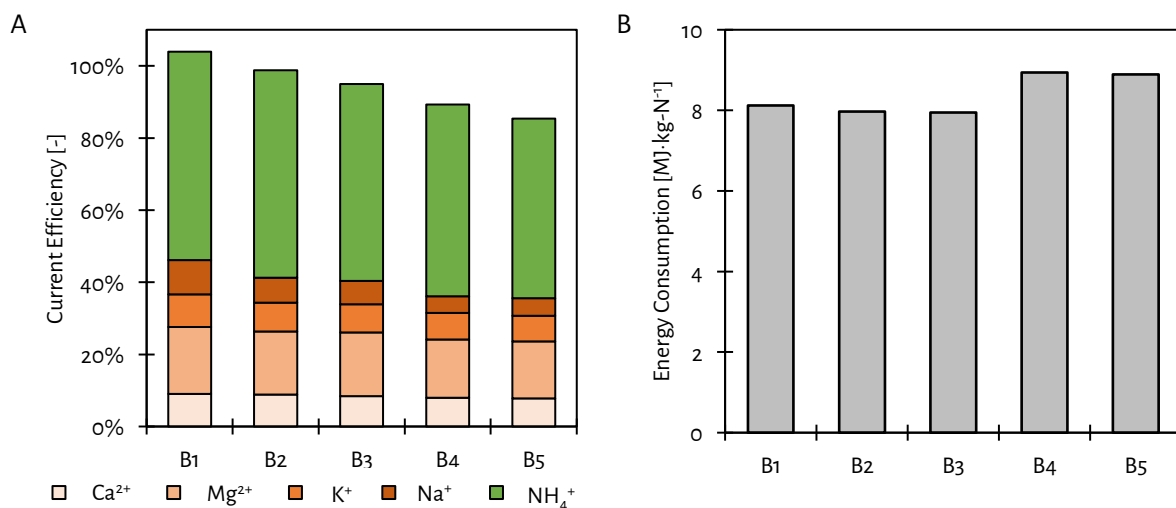 A
Current Efficiency [-]
100%
80%
60%
40%
20%
0%
B1 B2 B3 B4 B5
Ca²⁺ Mg²⁺ K⁺ Na⁺ NH₄⁺
B
Energy Consumption [MJ·kg-N⁻¹]
10
8
6
4
2
0
B1 B2 B3 B4 B5